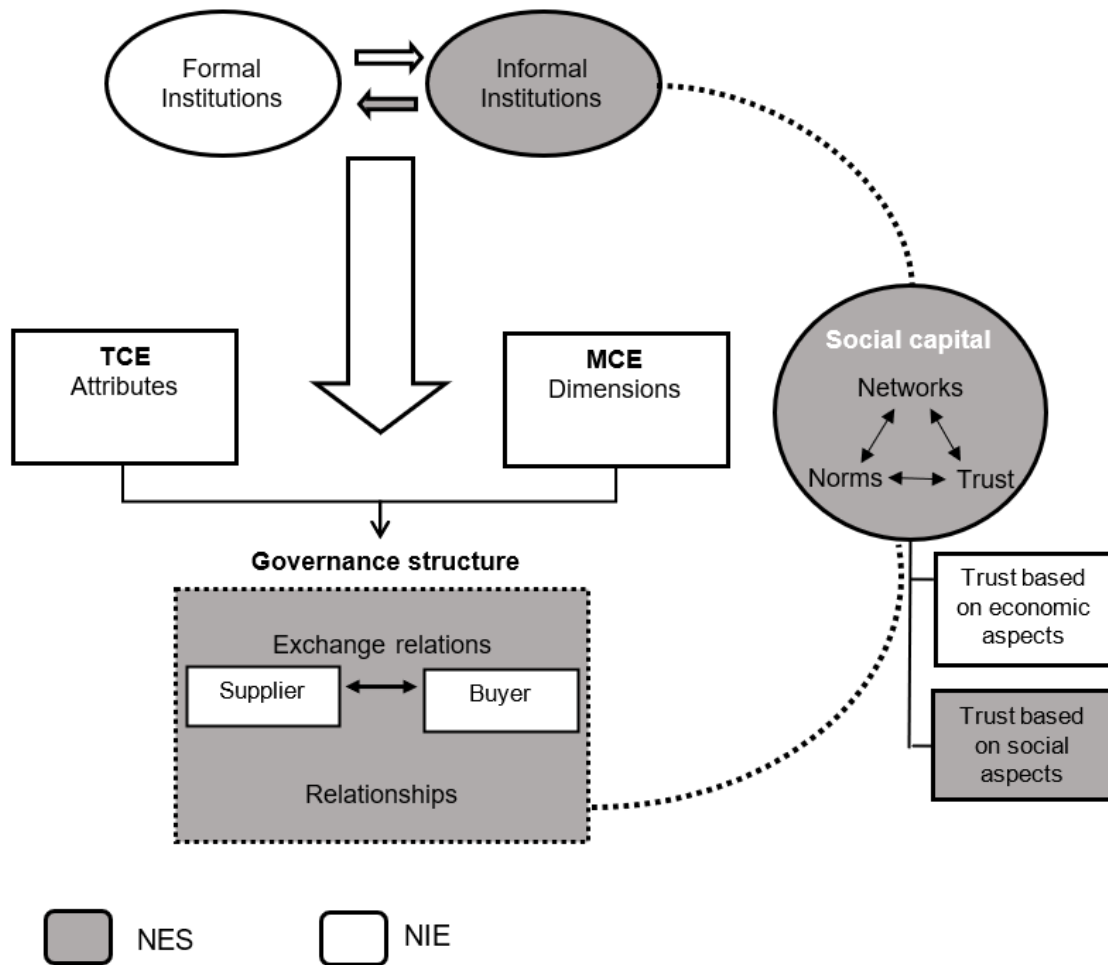 Formal
Institutions
Informal
Institutions
TCE
Attributes
MCE
Dimensions
Social capital
Networks
Norms
Trust
Governance structure
Exchange relations
Supplier
Buyer
Relationships
Trust based
on economic
aspects
Trust based
on social
aspects
NES
NIE